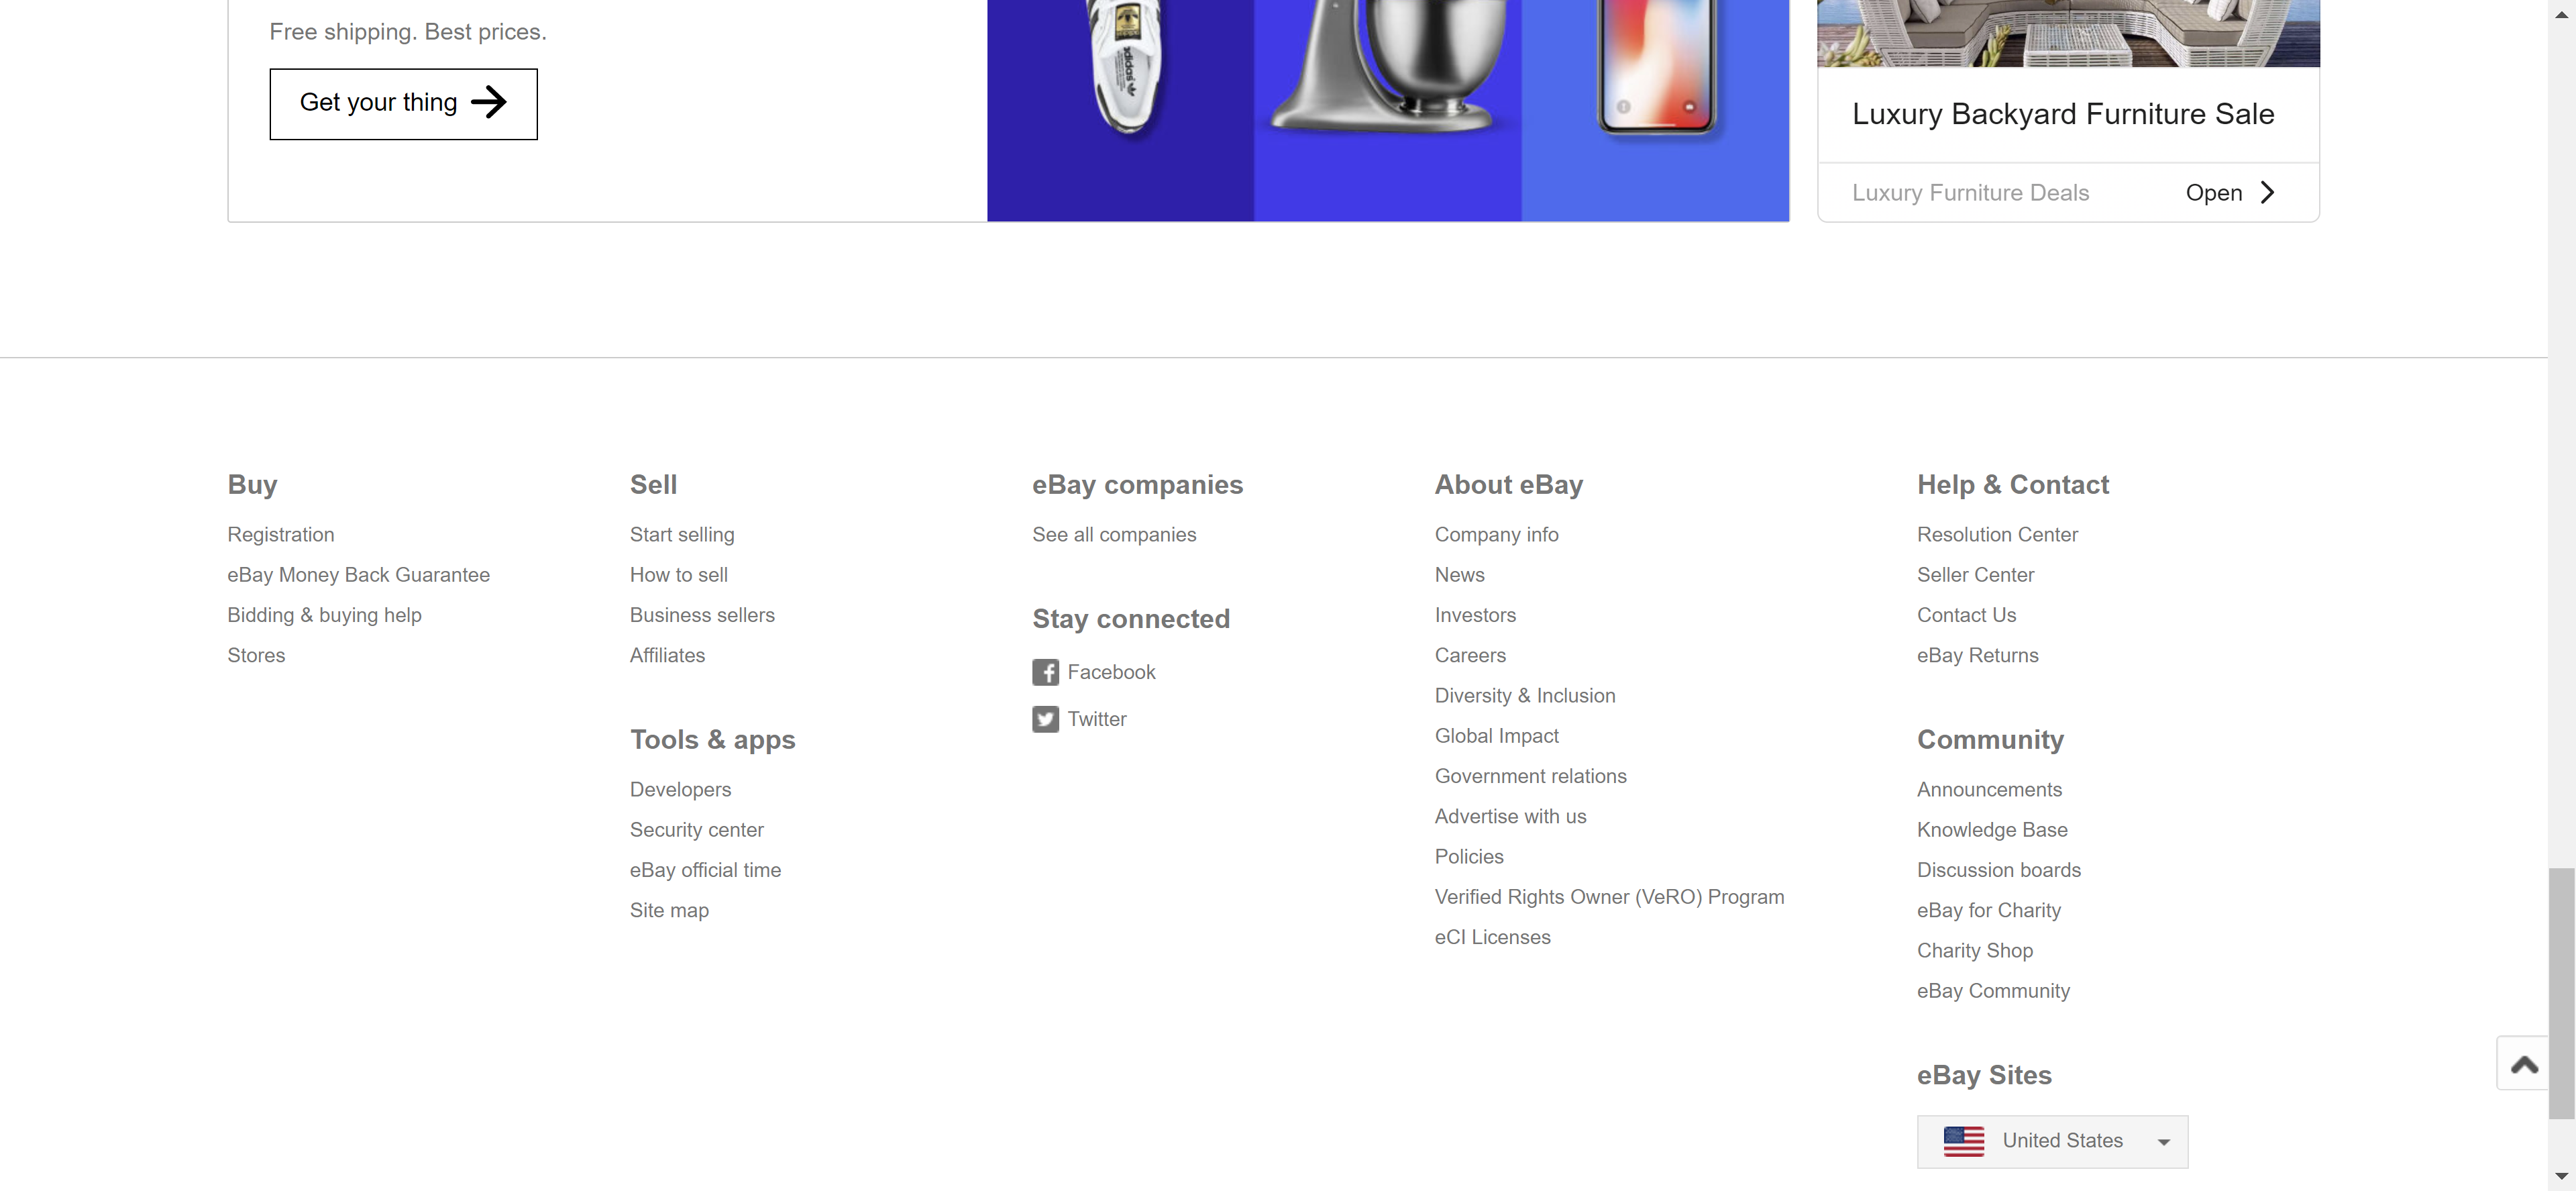 Free shipping. Best prices.
Get your thing
adidas
Luxury Backyard Furniture Sale
Luxury Furniture Deals
Open
Buy
Registration
eBay Money Back Guarantee
Bidding & buying help
Stores
Sell
Start selling
How to sell
Business sellers
Affiliates
Tools & apps
Developers
Security center
eBay official time
Site map
eBay companies
See all companies
Stay connected
Facebook
Twitter
About eBay
Company info
News
Investors
Careers
Diversity & Inclusion
Global Impact
Government relations
Advertise with us
Policies
Verified Rights Owner (VeRO) Program
eCI Licenses
Help & Contact
Resolution Center
Seller Center
Contact Us
eBay Returns
Community
Announcements
Knowledge Base
Discussion boards
eBay for Charity
Charity Shop
eBay Community
eBay Sites
United States